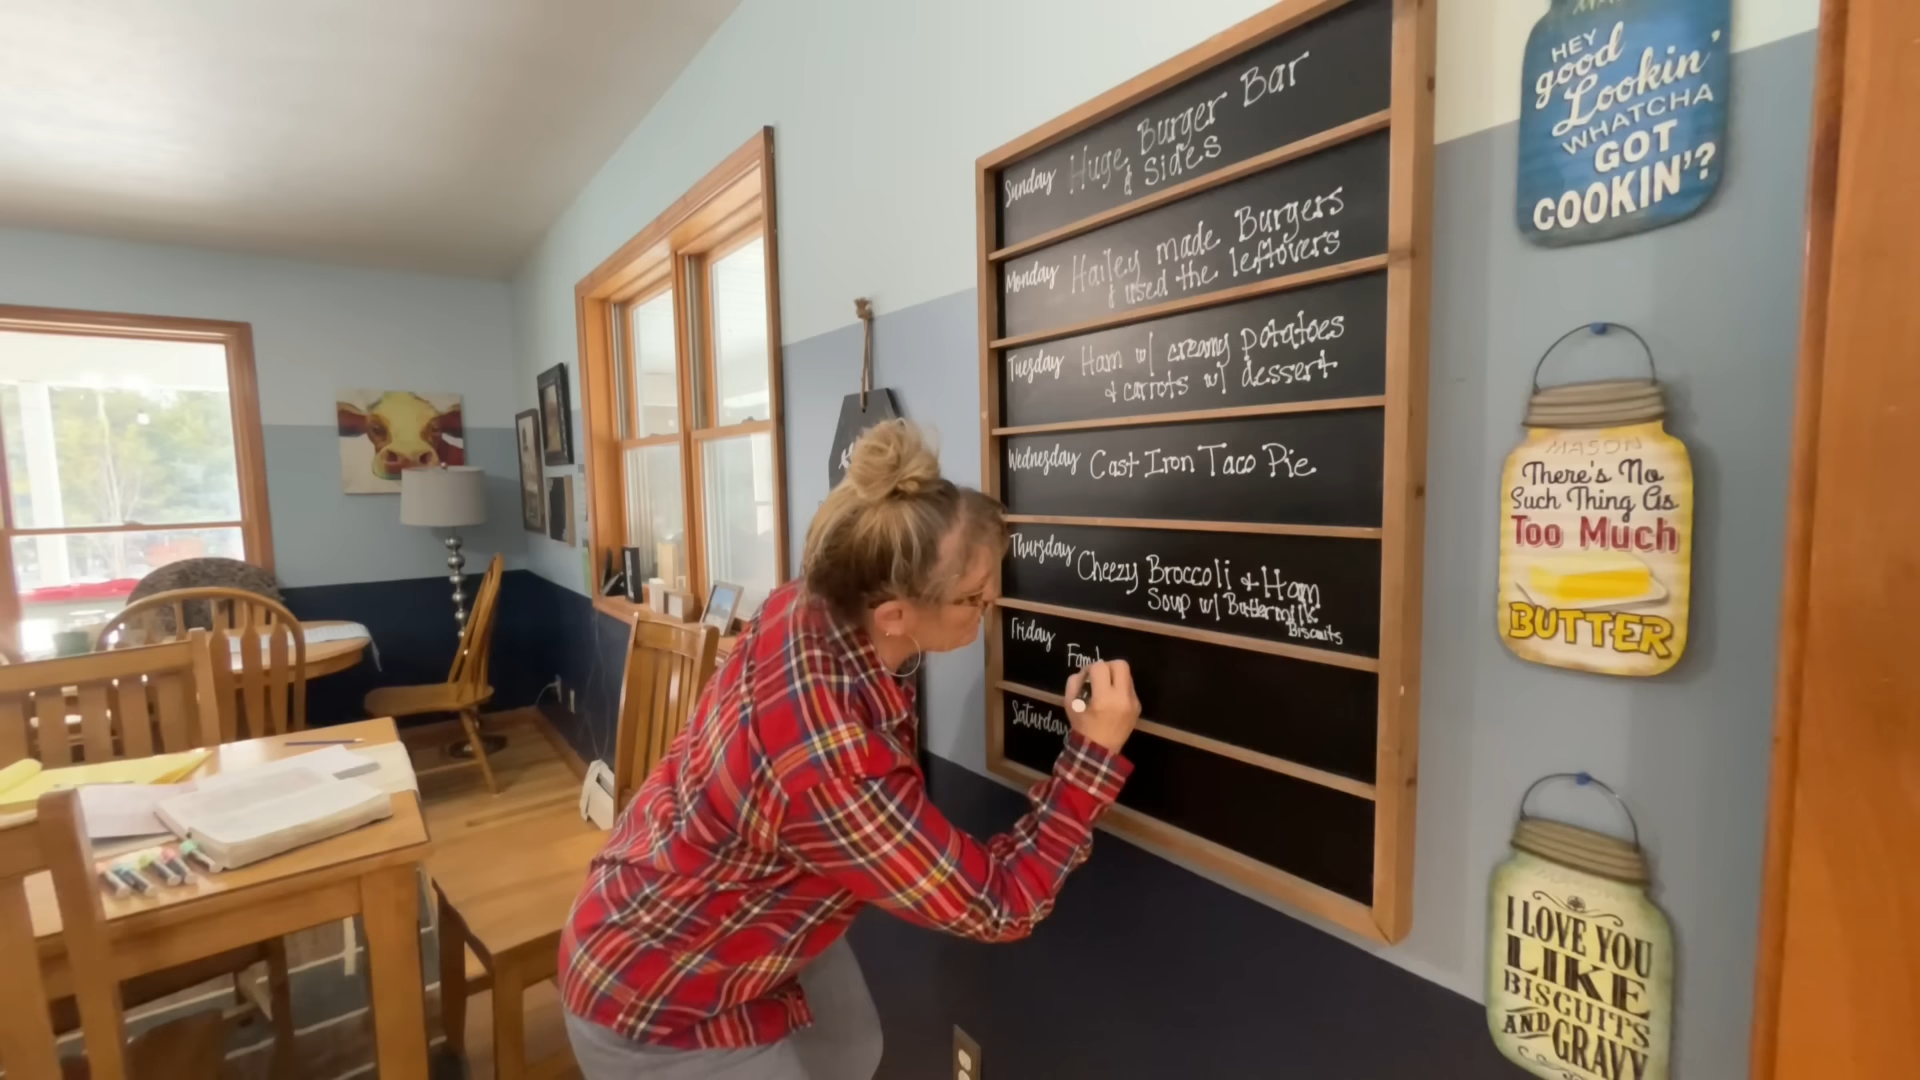 Sunday Huge Burger Bar
& sides
Monday Hailey made Burgers
& used the leftovers
Tuesday Ham w/ creamy potatoes
& carrots w/ dessert
Wednesday Cast Iron Taco Pie
Thursday Cheezy Broccoli & Ham
Soup w/ Buttermilk
Biscuits
Friday
Saturday
HEY
good
Lookin'
WHATCHA
GOT
COOKIN'?
MASON
There's No
Such Thing As
Too Much
BUTTER
I LOVE YOU
LIKE
BISCUITS
AND GRAVY